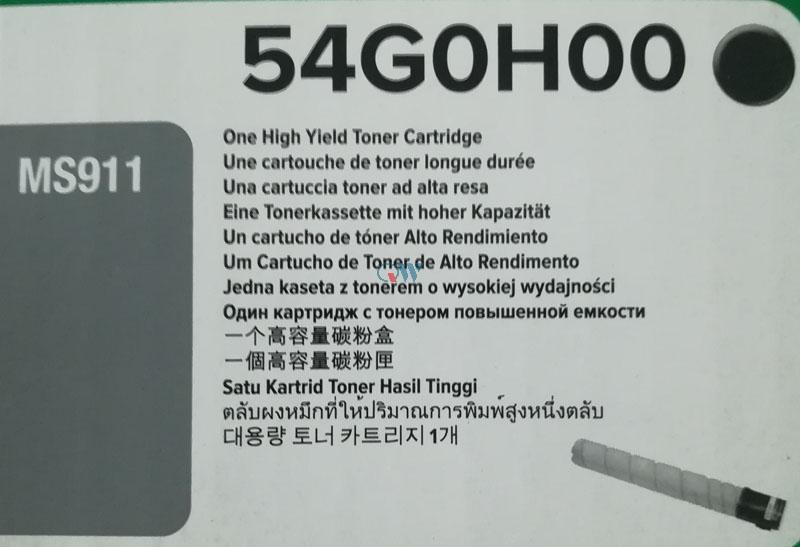 54G0H00
MS911
One High Yield Toner Cartridge
Une cartouche de toner longue durée
Una cartuccia toner ad alta resa
Eine Tonerkassette mit hoher Kapazität
Un cartucho de tóner Alto Rendimiento
Um Cartucho de Toner de Alto Rendimento
Jedna kaseta z tonerem o wysokiej wydajności
Один картридж с тонером повышенной емкости
一个高容量碳粉盒
一個高容量碳粉匣
Satu Kartrid Toner Hasil Tinggi
ตลับผงหมึกที่ให้ปริมาณการพิมพ์สูงหนึ่งตลับ
대용량 토너 카트리지 1개